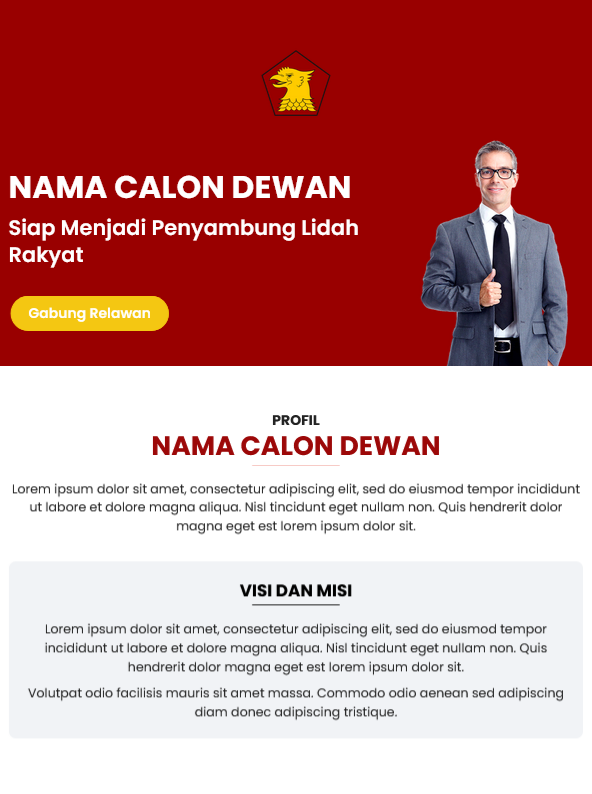 NAMA CALON DEWAN
Siap Menjadi Penyambung Lidah
Rakyat
Gabung Relawan
PROFIL
NAMA CALON DEWAN
Lorem ipsum dolor sit amet, consectetur adipiscing elit, sed do eiusmod tempor incididunt
ut labore et dolore magna aliqua. Nisl tincidunt eget nullam non. Quis hendrerit dolor
magna eget est lorem ipsum dolor sit.
VISI DAN MISI
Lorem ipsum dolor sit amet, consectetur adipiscing elit, sed do eiusmod tempor
incididunt ut labore et dolore magna aliqua. Nisl tincidunt eget nullam non. Quis
hendrerit dolor magna eget est lorem ipsum dolor sit.
Volutpat odio facilisis mauris sit amet massa. Commodo odio aenean sed adipiscing
diam donec adipiscing tristique.